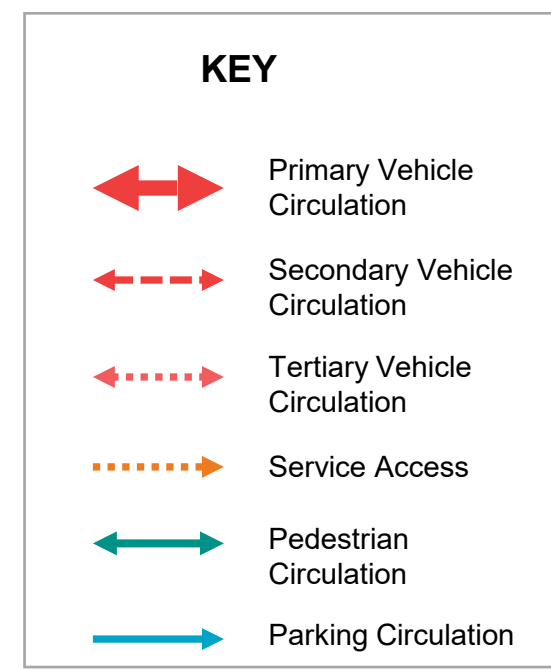 KEY
Primary Vehicle
Circulation
Secondary Vehicle
Circulation
Tertiary Vehicle
Circulation
Service Access
Pedestrian
Circulation
Parking Circulation